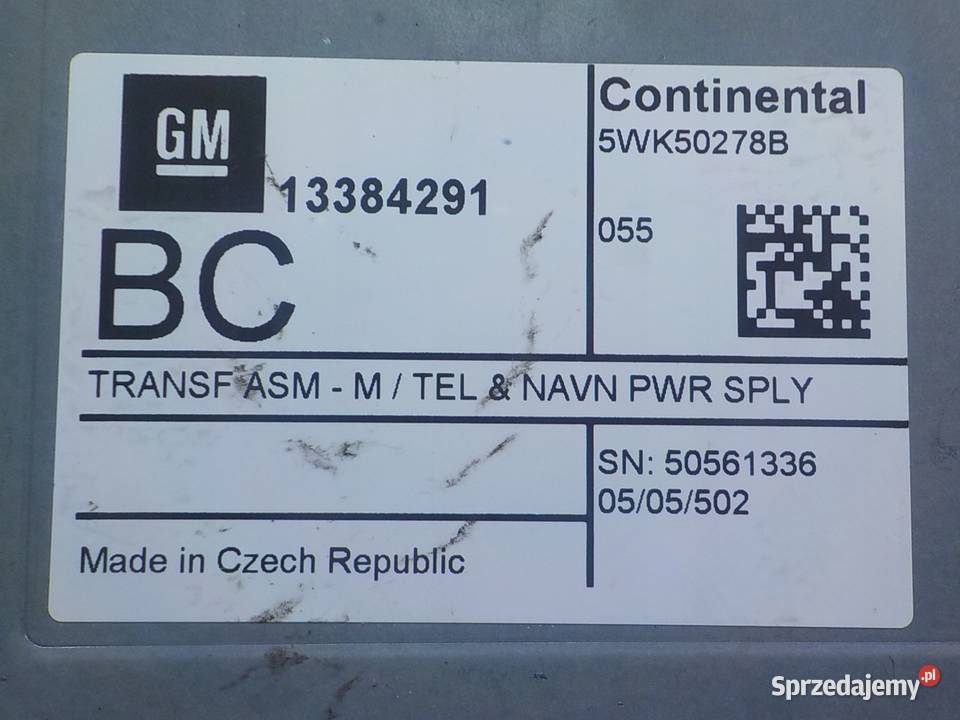 GM
13384291
BC
Continental
5WK50278B
055
TRANSF ASM - M / TEL & NAVN PWR SPLY
SN: 50561336
05/05/502
Made in Czech Republic
Sprzedajemy.pl